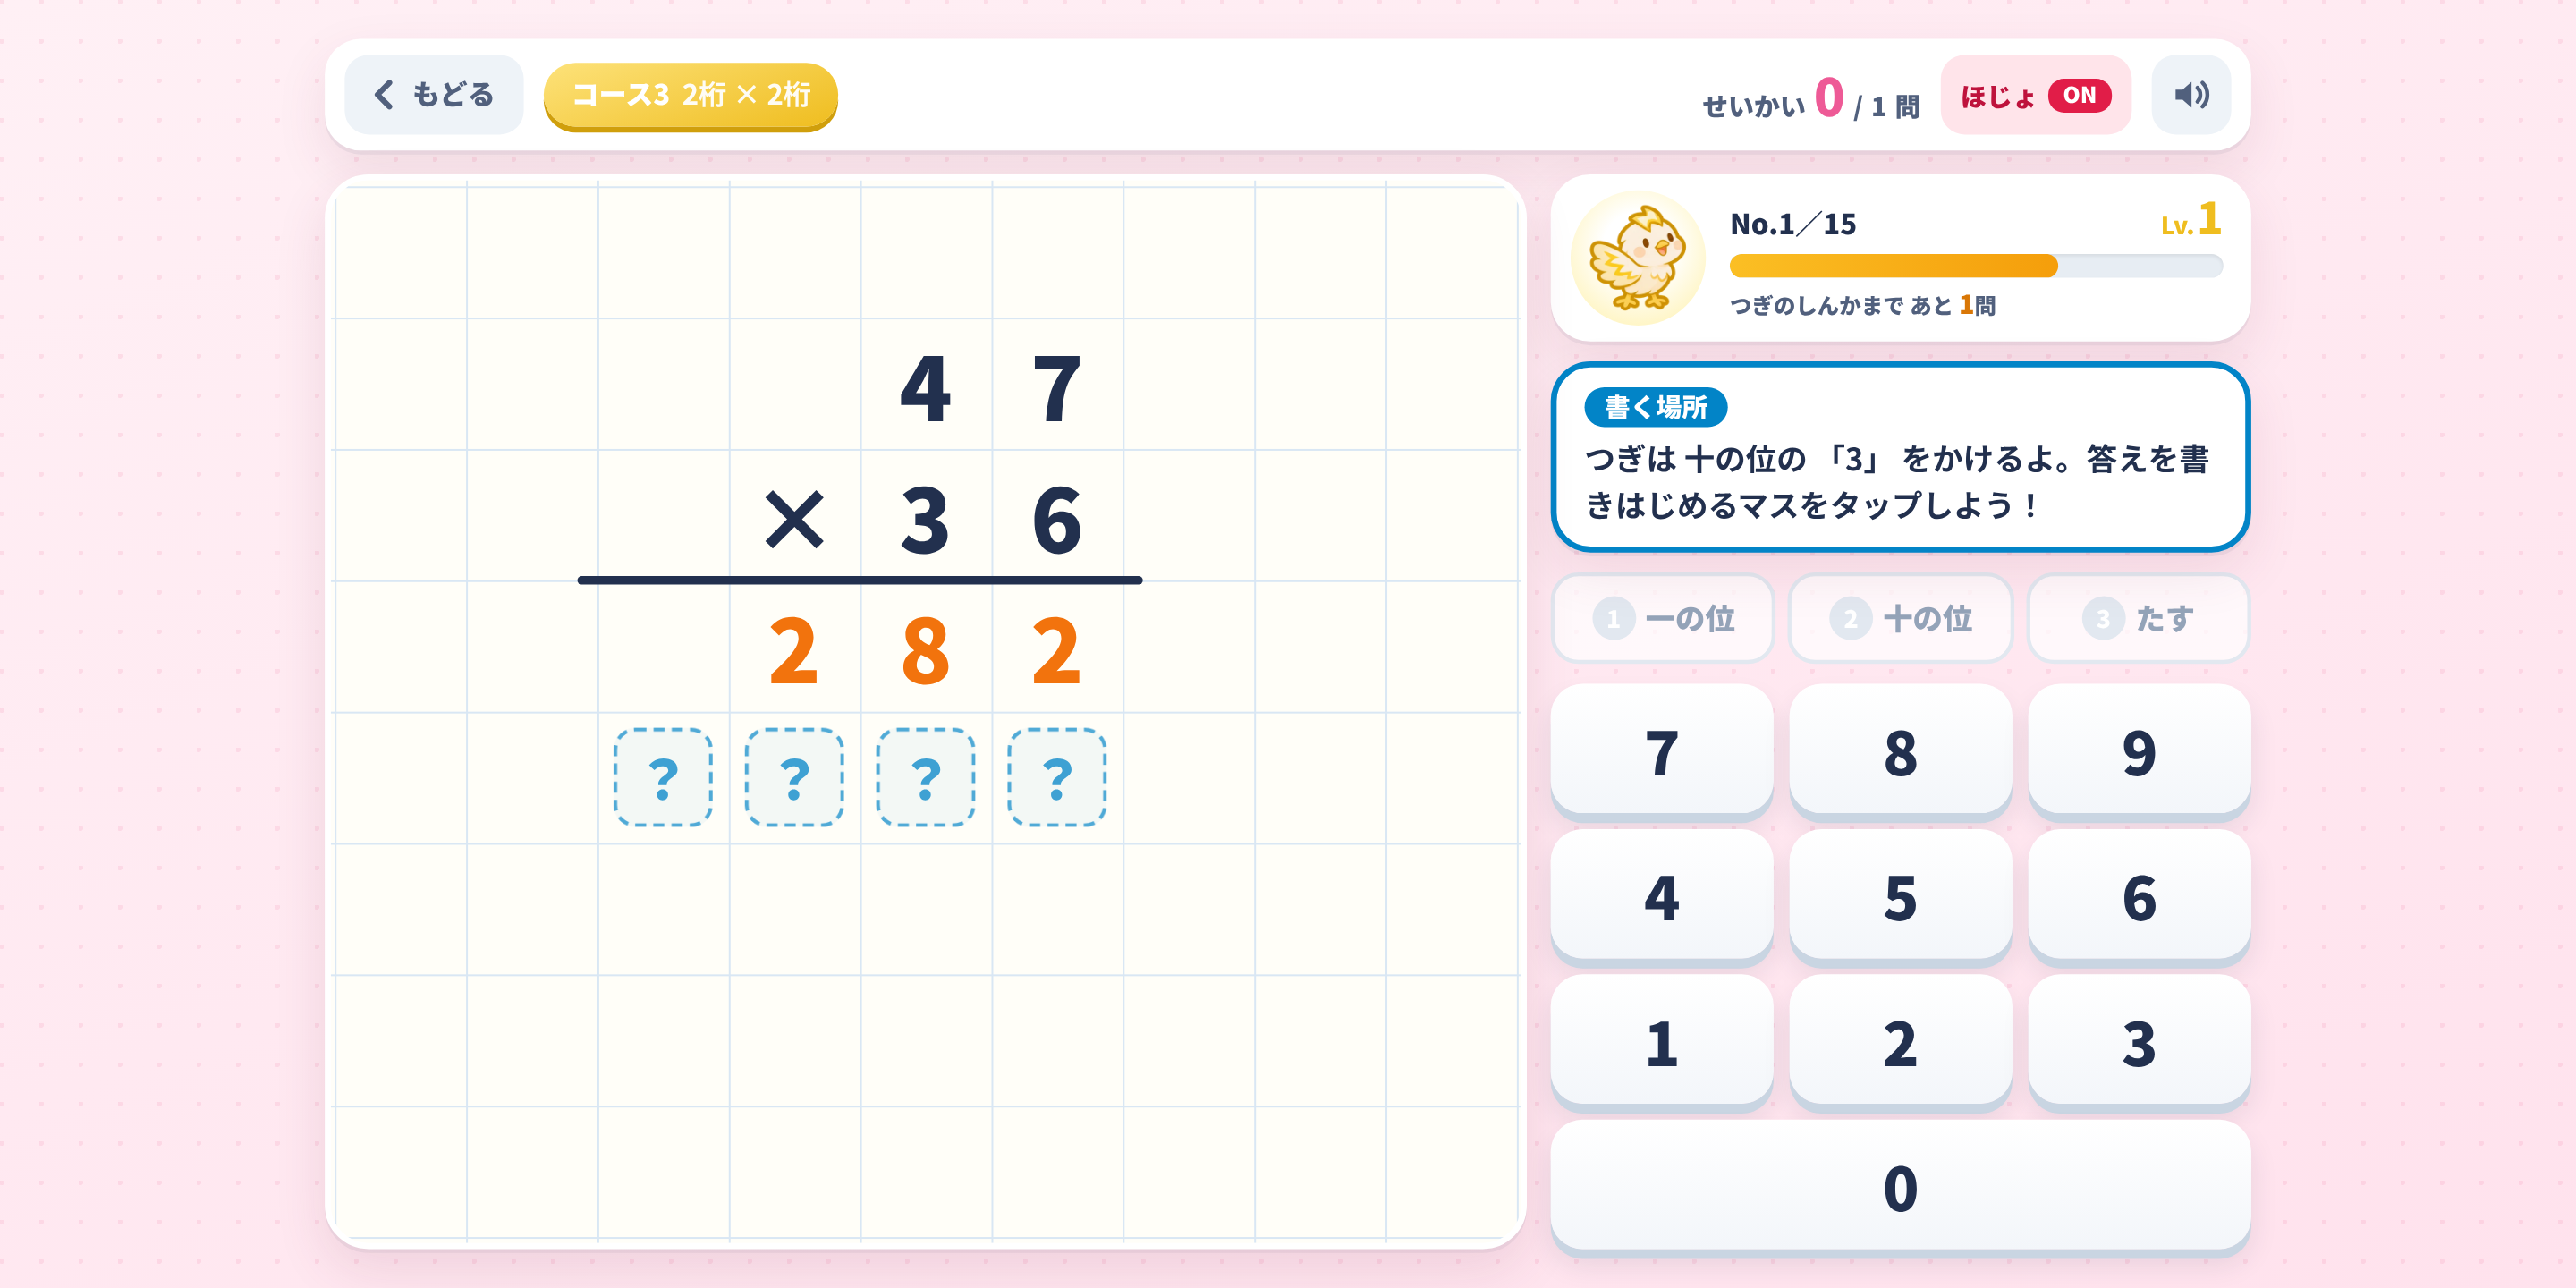 もどる
コース3 2桁 × 2桁
せいかい 0 / 1 問
ほじょ ON
4 7
× 3 6
2 8 2
? ? ? ?
No.1／15
Lv.1
つぎのしんかまで あと 1問
書く場所
つぎは 十の位の 「3」 をかけるよ。答えを書
きはじめるマスをタップしよう！
1 一の位
2 十の位
3 たす
7 8 9
4 5 6
1 2 3
0